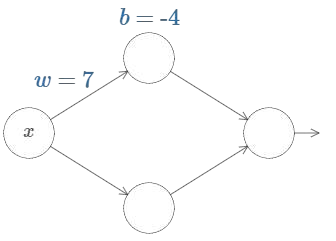 b = -4
w = 7
x